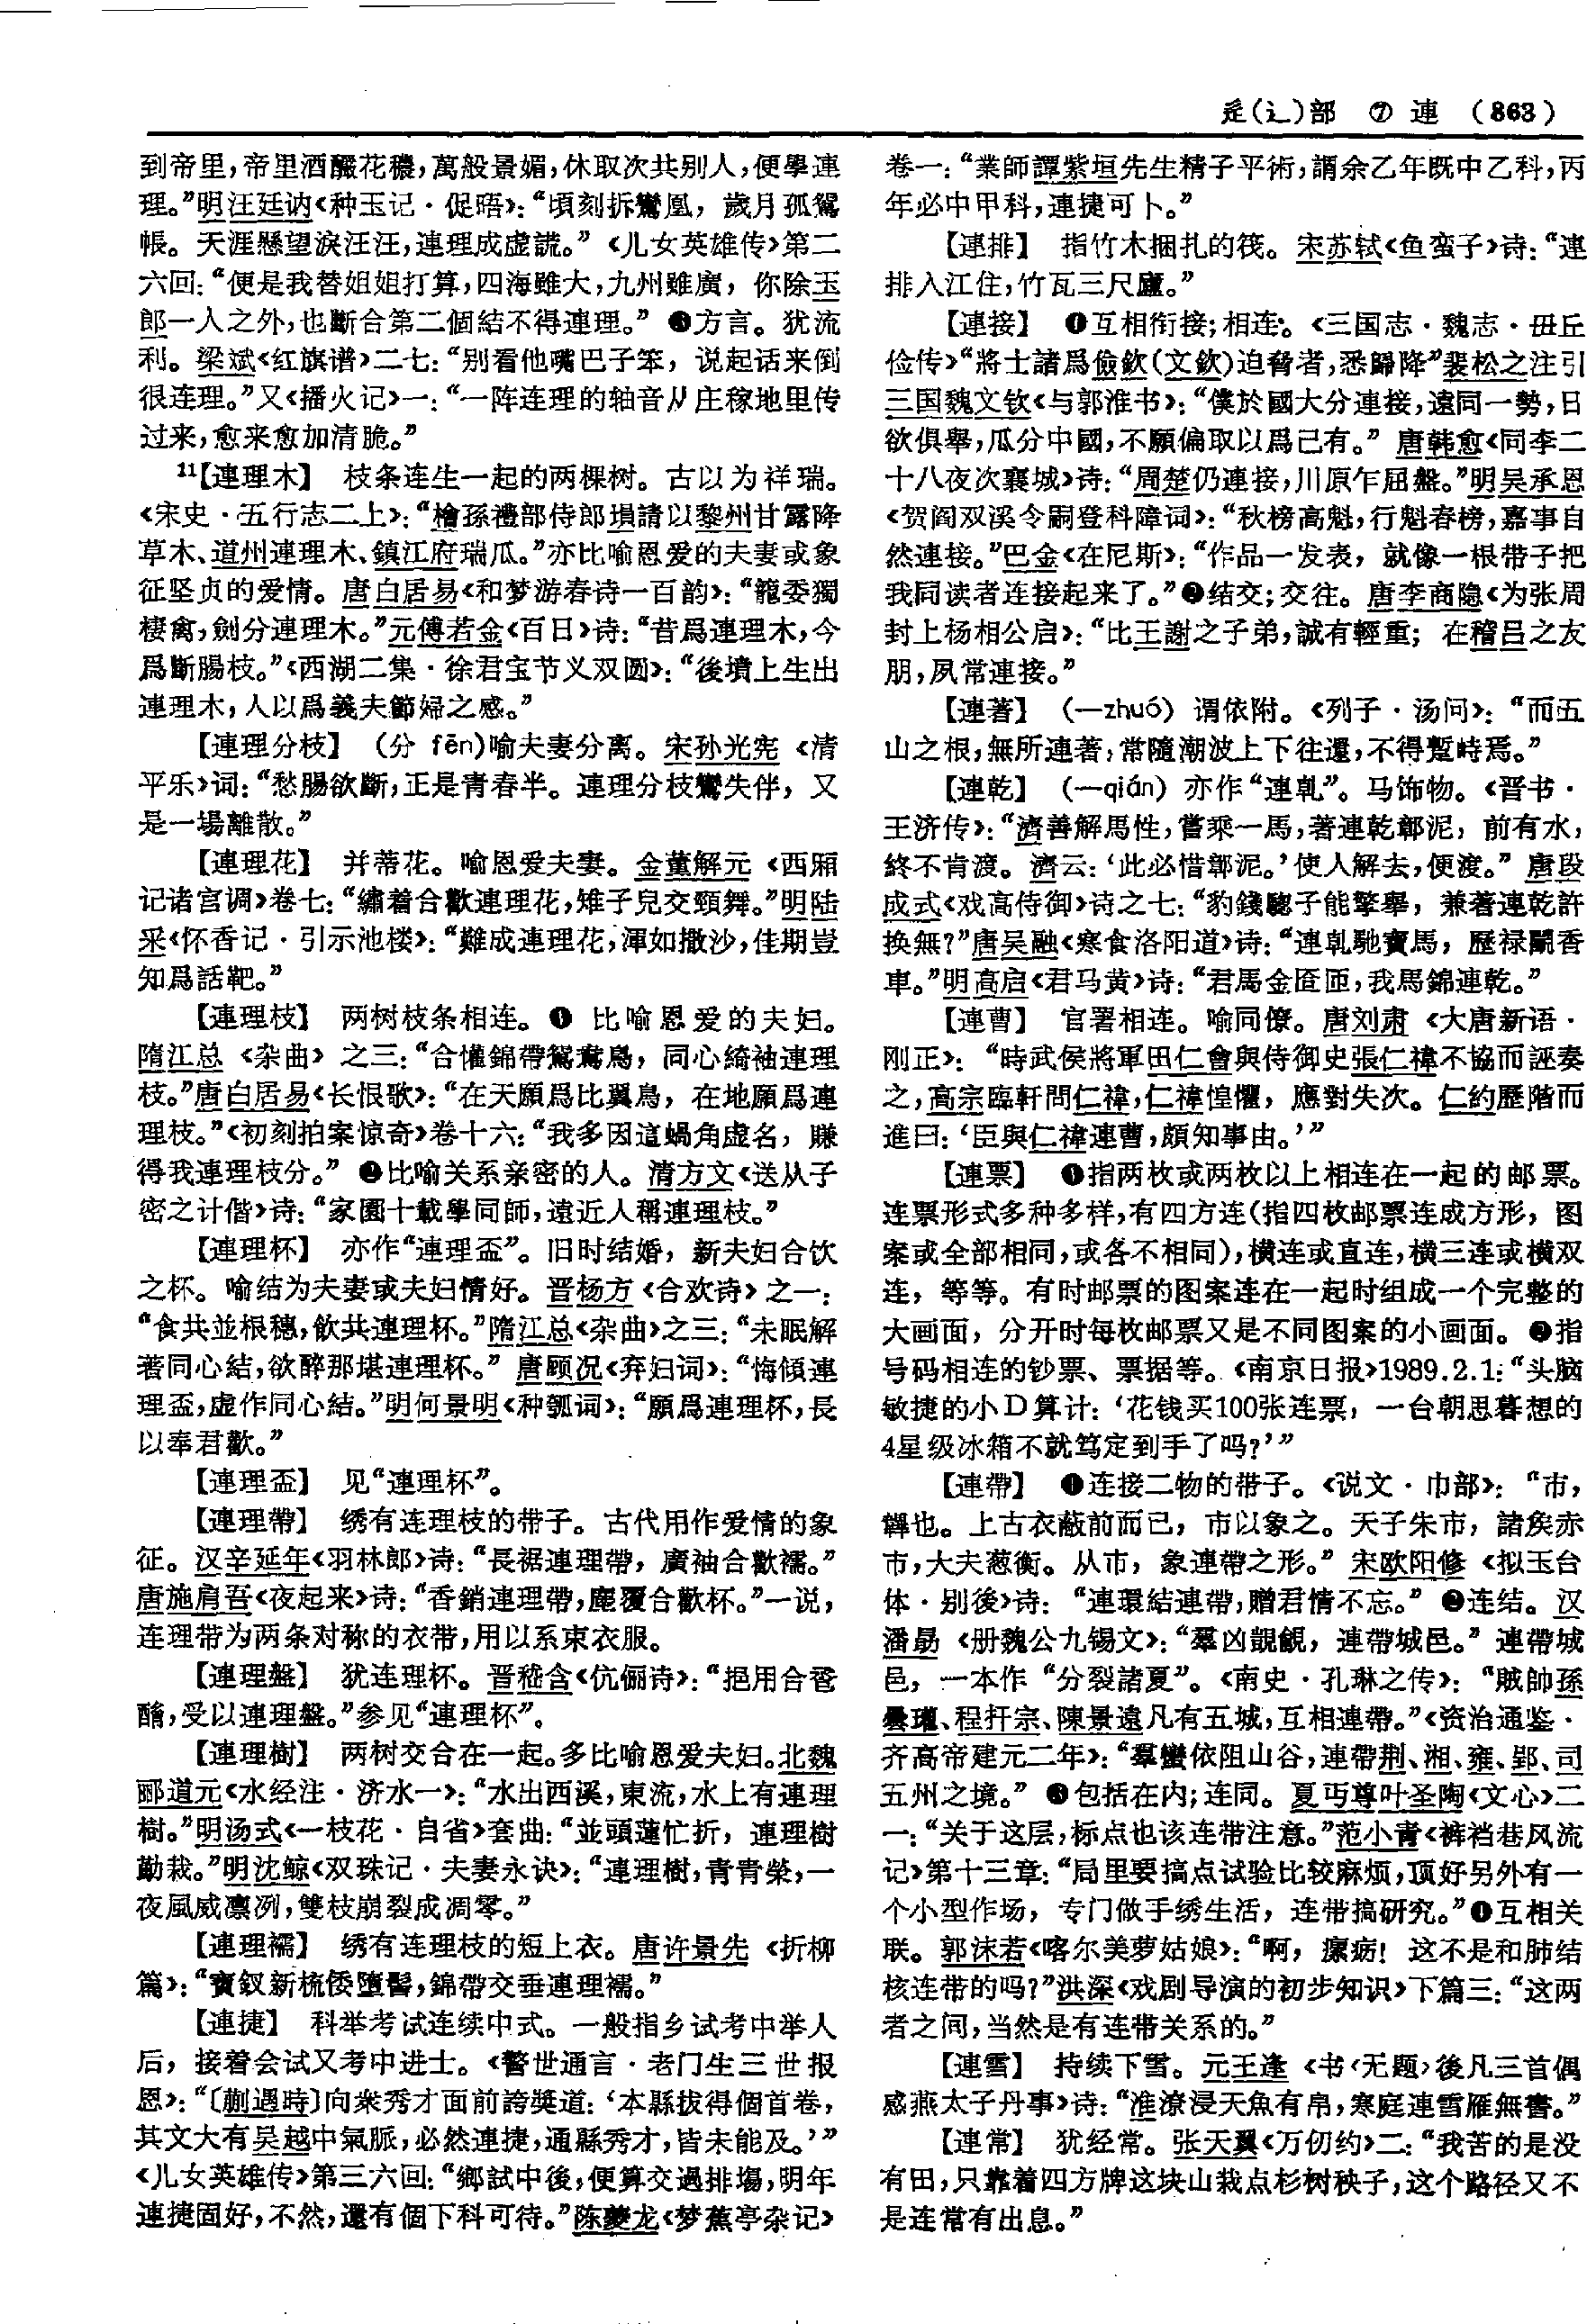 辵(辶)部 ⑦ 連 (863)
到帝里,帝里酒釅花穠,萬般景媚,休取次共别人,便學連
理。”明汪廷讷《种玉记·促晤》:“頃刻拆鸞凰,歲月孤鴛
帳。天涯懸望淚汪汪,連理成虚謊。”《儿女英雄传》第二
六回:“便是我替姐姐打算,四海雖大,九州雖廣,你除玉
郎一人之外,也斷合第二個結不得連理。”❸方言。犹流
利。梁斌《红旗谱》二七:“别看他嘴巴子笨,说起话来倒
很连理。”又《播火记》一:“一阵连理的轴音从庄稼地里传
过来,愈来愈加清脆。”
11【連理木】 枝条连生一起的两棵树。古以为祥瑞。
《宋史·五行志二上》:“檜孫禮部侍郎塤請以黎州甘露降
草木、道州連理木、鎮江府瑞瓜。”亦比喻恩爱的夫妻或象
征坚贞的爱情。唐白居易《和梦游春诗一百韵》:“籠委獨
棲禽,劍分連理木。”元傅若金《百日》诗:“昔爲連理木,今
爲斷腸枝。”《西湖二集·徐君宝节义双圆》:“後墳上生出
連理木,人以爲義夫節婦之感。”
【連理分枝】 (分 fēn)喻夫妻分离。宋孙光宪《清
平乐》词:“愁腸欲斷,正是青春半。連理分枝鸞失伴,又
是一場離散。”
【連理花】 并蒂花。喻恩爱夫妻。金董解元《西厢
记诸宫调》卷七:“繡着合歡連理花,雉子兒交頸舞。”明陆
采《怀香记·引示池楼》:“難成連理花,渾如撒沙,佳期豈
知爲話靶。”
【連理枝】 两树枝条相连。❶比喻恩爱的夫妇。
隋江总《杂曲》之三:“合懽錦帶鴛鴦鳥,同心綺袖連理
枝。”唐白居易《长恨歌》:“在天願爲比翼鳥,在地願爲連
理枝。”《初刻拍案惊奇》卷十六:“我多因這蝸角虚名,賺
得我連理枝分。”❷比喻关系亲密的人。清方文《送从子
密之计偕》诗:“家園十載學同師,遠近人稱連理枝。”
【連理杯】 亦作“連理盃”。旧时结婚,新夫妇合饮
之杯。喻结为夫妻或夫妇情好。晋杨方《合欢诗》之一:
“食共並根穗,飲共連理杯。”隋江总《杂曲》之三:“未眠解
著同心結,欲醉那堪連理杯。”唐顾况《弃妇词》:“悔傾連
理盃,虚作同心結。”明何景明《种瓠词》:“願爲連理杯,長
以奉君歡。”
【連理盃】 见“連理杯”。
【連理帶】 绣有连理枝的带子。古代用作爱情的象
征。汉辛延年《羽林郎》诗:“長裾連理帶,廣袖合歡襦。”
唐施肩吾《夜起来》诗:“香銷連理帶,塵覆合歡杯。”一说,
连理带为两条对称的衣带,用以系束衣服。
【連理盤】 犹连理杯。晋嵇含《伉俪诗》:“挹用合卺
酳,受以連理盤。”参见“連理杯”。
【連理樹】 两树交合在一起。多比喻恩爱夫妇。北魏
郦道元《水经注·济水一》:“水出西溪,東流,水上有連理
樹。”明汤式《一枝花·自省》套曲:“並頭蓮忙折,連理樹
勤栽。”明沈鲸《双珠记·夫妻永诀》:“連理樹,青青榮,一
夜風威凛冽,雙枝崩裂成凋零。”
【連理襦】 绣有连理枝的短上衣。唐许景先《折柳
篇》:“寶釵新梳倭墮髻,錦帶交垂連理襦。”
【連捷】 科举考试连续中式。一般指乡试考中举人
后,接着会试又考中进士。《警世通言·老门生三世报
恩》:“〔蒯遇時〕向衆秀才面前誇奬道:‘本縣拔得個首卷,
其文大有吴越中氣脈,必然連捷,通縣秀才,皆未能及。’”
《儿女英雄传》第三六回:“鄉試中後,便算交過排場,明年
連捷固好,不然,還有個下科可待。”陈夔龙《梦蕉亭杂记》
卷一:“業師譚紫垣先生精子平術,謂余乙年既中乙科,丙
年必中甲科,連捷可卜。”
【連排】 指竹木捆扎的筏。宋苏轼《鱼蛮子》诗:“連
排入江住,竹瓦三尺廬。”
【連接】 ❶互相衔接;相连。《三国志·魏志·毌丘
俭传》“將士諸爲儉欽(文欽)迫脅者,悉歸降”裴松之注引
三国魏文钦《与郭淮书》:“僕於國大分連接,遠同一勢,日
欲俱舉,瓜分中國,不願偏取以爲己有。”唐韩愈《同李二
十八夜次襄城》诗:“周楚仍連接,川原乍屈盤。”明吴承恩
《贺阎双溪令嗣登科障词》:“秋榜高魁,行魁春榜,嘉事自
然連接。”巴金《在尼斯》:“作品一发表,就像一根带子把
我同读者连接起来了。”❷结交;交往。唐李商隐《为张周
封上杨相公启》:“比王謝之子弟,誠有輕重;在稽吕之友
朋,夙常連接。”
【連著】 (—zhuó) 谓依附。《列子·汤问》:“而五
山之根,無所連著,常隨潮波上下往還,不得蹔峙焉。”
【連乾】 (—qián) 亦作“連乹”。马饰物。《晋书·
王济传》:“濟善解馬性,嘗乘一馬,著連乾鄣泥,前有水,
終不肯渡。濟云:‘此必惜鄣泥。’使人解去,便渡。”唐段
成式《戏高侍御》诗之七:“豹錢驄子能擎舉,兼著連乾許
换無?”唐吴融《寒食洛阳道》诗:“連乹馳寶馬,歷禄鬭香
車。”明高启《君马黄》诗:“君馬金匼匝,我馬錦連乾。”
【連曹】 官署相连。喻同僚。唐刘肃《大唐新语·
刚正》:“時武侯將軍田仁會與侍御史張仁禕不協而誣奏
之,高宗臨軒問仁禕,仁禕惶懼,應對失次。仁約歷階而
進曰:‘臣與仁禕連曹,頗知事由。’”
【連票】 ❶指两枚或两枚以上相连在一起的邮票。
连票形式多种多样,有四方连(指四枚邮票连成方形,图
案或全部相同,或各不相同),横连或直连,横三连或横双
连,等等。有时邮票的图案连在一起时组成一个完整的
大画面,分开时每枚邮票又是不同图案的小画面。❷指
号码相连的钞票、票据等。《南京日报》1989.2.1:“头脑
敏捷的小D算计:‘花钱买100张连票,一台朝思暮想的
4星级冰箱不就笃定到手了吗?’”
【連帶】 ❶连接二物的带子。《说文·巾部》:“市,
韠也。上古衣蔽前而已,市以象之。天子朱市,諸矦赤
市,大夫葱衡。从巾,象連帶之形。”宋欧阳修《拟玉台
体·别後》诗:“連環結連帶,贈君情不忘。”❷连结。汉
潘勗《册魏公九锡文》:“羣凶覬覦,連帶城邑。”連帶城
邑,一本作“分裂諸夏”。《南史·孔琳之传》:“賊帥孫
曇瓘、程扞宗、陳景遠凡有五城,互相連帶。”《资治通鉴·
齐高帝建元二年》:“羣蠻依阻山谷,連帶荆、湘、雍、郢、司
五州之境。”❸包括在内;连同。夏丏尊叶圣陶《文心》二
一:“关于这层,标点也该连带注意。”范小青《裤裆巷风流
记》第十三章:“局里要搞点试验比较麻烦,顶好另外有一
个小型作场,专门做手绣生活,连带搞研究。”❹互相关
联。郭沫若《喀尔美萝姑娘》:“啊,瘰疬!这不是和肺结
核连带的吗?”洪深《戏剧导演的初步知识》下篇三:“这两
者之间,当然是有连带关系的。”
【連雪】 持续下雪。元王逢《书〈无题〉後凡三首偶
感燕太子丹事》诗:“淮潦浸天魚有帛,寒庭連雪雁無書。”
【連常】 犹经常。张天翼《万仞约》二:“我苦的是没
有田,只靠着四方牌这块山栽点杉树秧子,这个路径又不
是连常有出息。”